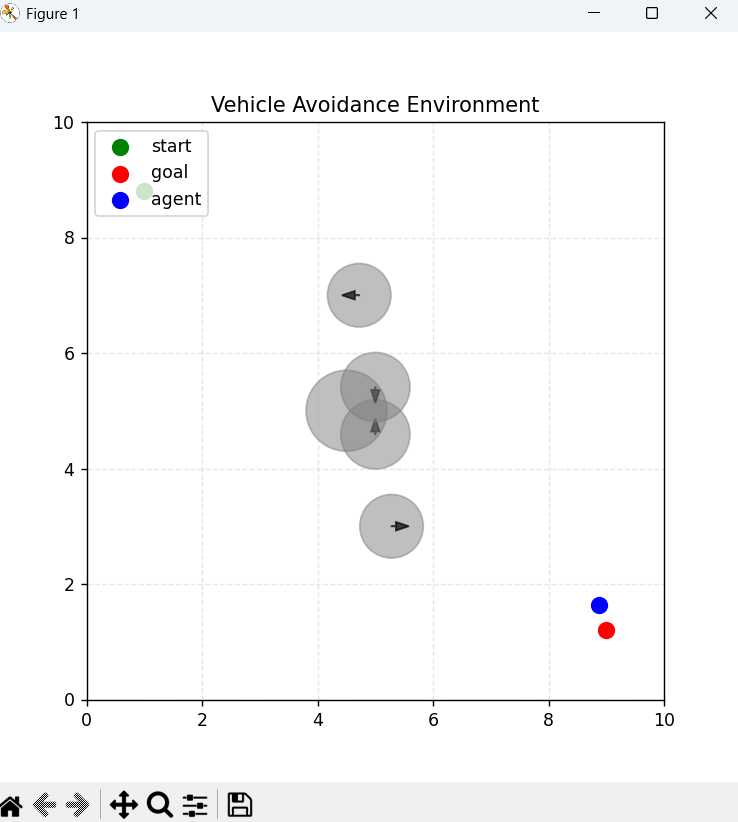 Figure 1
Vehicle Avoidance Environment
10
8
6
4
2
0
start
goal
agent
0 2 4 6 8 10